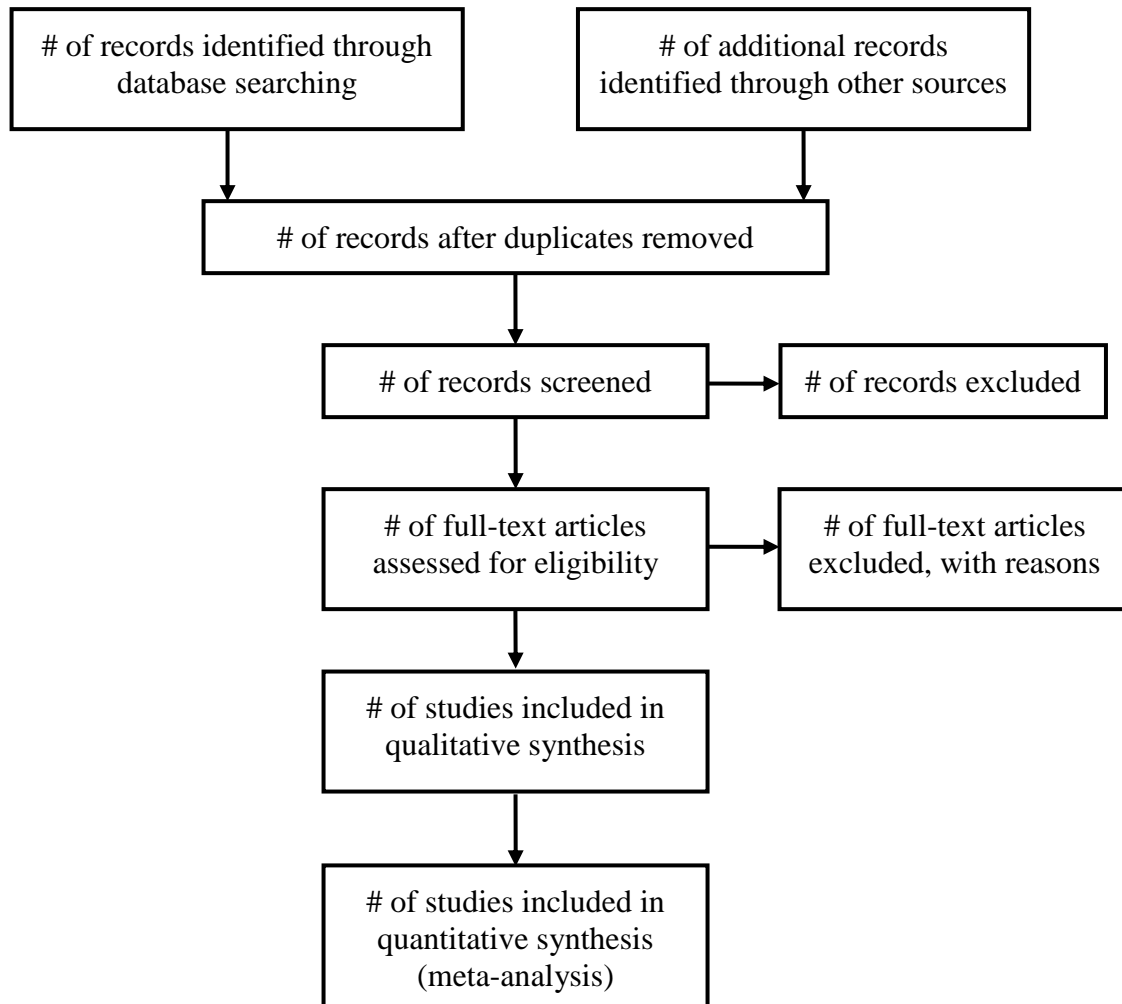 # of records identified through
database searching
# of additional records
identified through other sources
# of records after duplicates removed
# of records screened
# of records excluded
# of full-text articles
assessed for eligibility
# of full-text articles
excluded, with reasons
# of studies included in
qualitative synthesis
# of studies included in
quantitative synthesis
(meta-analysis)